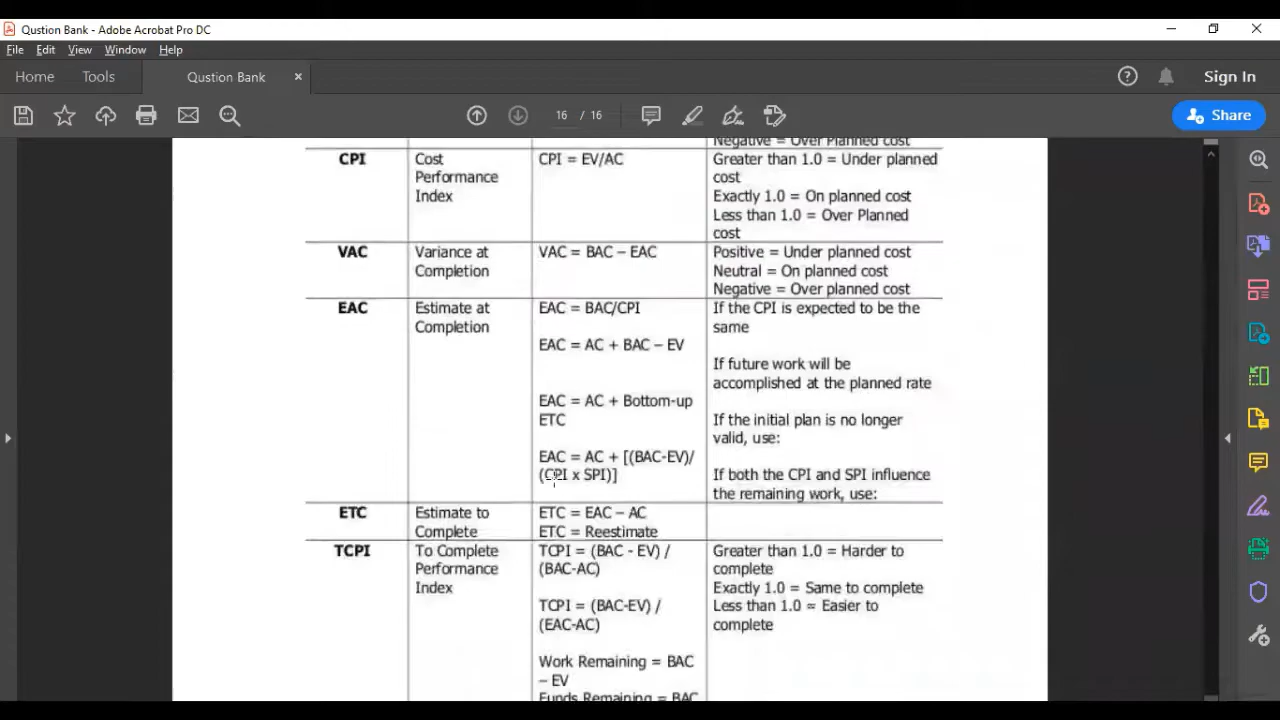 Qustion Bank - Adobe Acrobat Pro DC
File Edit View Window Help
Home Tools Qustion Bank × Sign In
16 / 16 Share
Negative = Over Planned cost
CPI Cost CPI = EV/AC Greater than 1.0 = Under planned
Performance cost
Index Exactly 1.0 = On planned cost
Less than 1.0 = Over Planned
cost
VAC Variance at VAC = BAC – EAC Positive = Under planned cost
Completion Neutral = On planned cost
Negative = Over planned cost
EAC Estimate at EAC = BAC/CPI If the CPI is expected to be the
Completion same
EAC = AC + BAC – EV
If future work will be
accomplished at the planned rate
EAC = AC + Bottom-up
ETC If the initial plan is no longer
valid, use:
EAC = AC + [(BAC-EV)/
(CPI x SPI)] If both the CPI and SPI influence
the remaining work, use:
ETC Estimate to ETC = EAC – AC
Complete ETC = Reestimate
TCPI To Complete TCPI = (BAC - EV) / Greater than 1.0 = Harder to
Performance (BAC-AC) complete
Index Exactly 1.0 = Same to complete
TCPI = (BAC-EV) / Less than 1.0 = Easier to
(EAC-AC) complete
Work Remaining = BAC
– EV
Funds Remaining = BAC